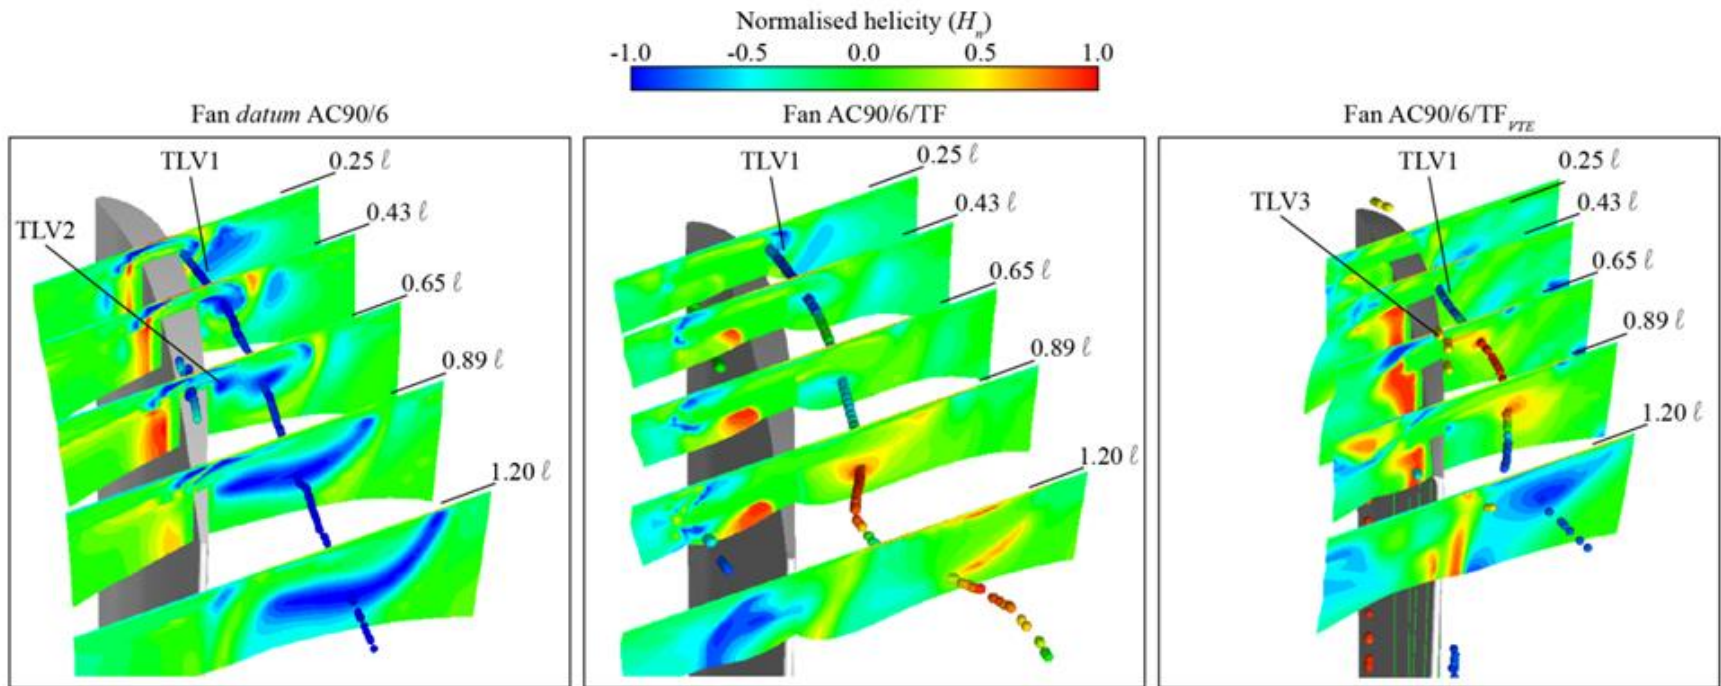 Normalised helicity (Hₙ)
-1.0 -0.5 0.0 0.5 1.0
Fan datum AC90/6
TLV1
0.25 ℓ
0.43 ℓ
TLV2
0.65 ℓ
0.89 ℓ
1.20 ℓ
Fan AC90/6/TF
TLV1
0.25 ℓ
0.43 ℓ
0.65 ℓ
0.89 ℓ
1.20 ℓ
Fan AC90/6/TF_VTE
TLV1
0.25 ℓ
TLV3
0.43 ℓ
0.65 ℓ
0.89 ℓ
1.20 ℓ